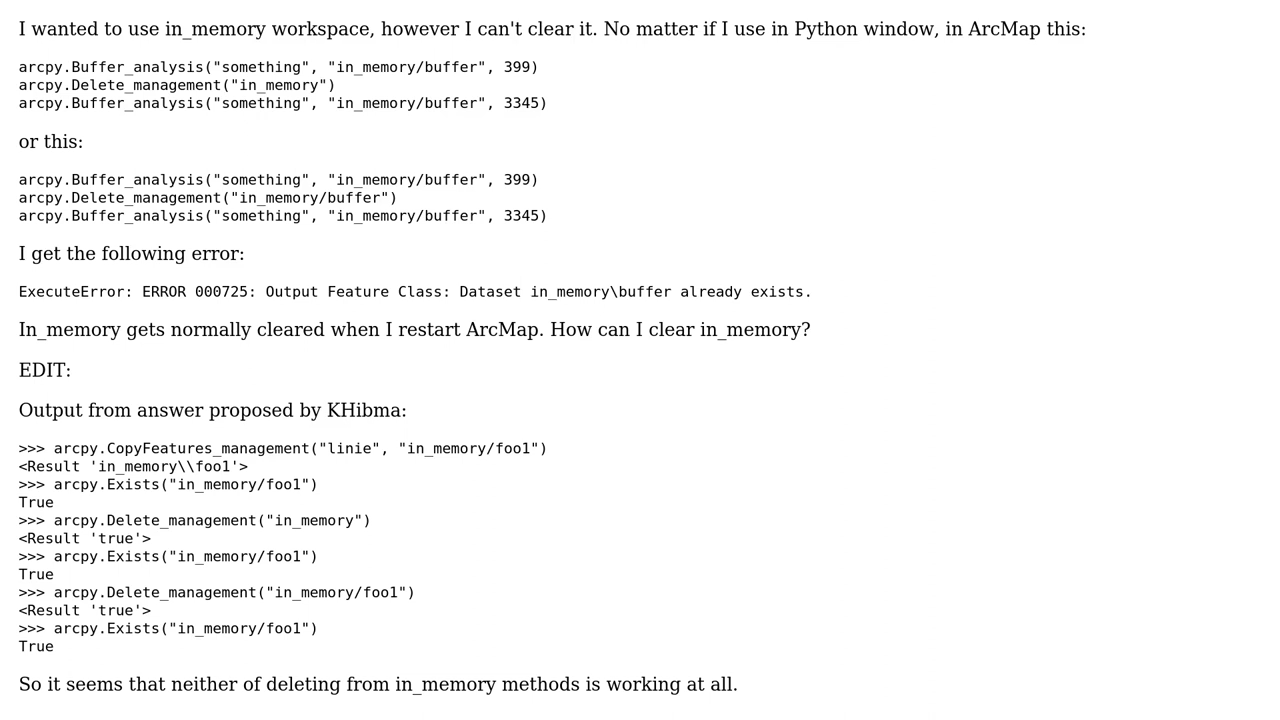 I wanted to use in_memory workspace, however I can't clear it. No matter if I use in Python window, in ArcMap this:
arcpy.Buffer_analysis("something", "in_memory/buffer", 399)
arcpy.Delete_management("in_memory")
arcpy.Buffer_analysis("something", "in_memory/buffer", 3345)
or this:
arcpy.Buffer_analysis("something", "in_memory/buffer", 399)
arcpy.Delete_management("in_memory/buffer")
arcpy.Buffer_analysis("something", "in_memory/buffer", 3345)
I get the following error:
ExecuteError: ERROR 000725: Output Feature Class: Dataset in_memory\buffer already exists.
In_memory gets normally cleared when I restart ArcMap. How can I clear in_memory?
EDIT:
Output from answer proposed by KHibma:
>>> arcpy.CopyFeatures_management("linie", "in_memory/foo1")
<Result 'in_memory\\foo1'>
>>> arcpy.Exists("in_memory/foo1")
True
>>> arcpy.Delete_management("in_memory")
<Result 'true'>
>>> arcpy.Exists("in_memory/foo1")
True
>>> arcpy.Delete_management("in_memory/foo1")
<Result 'true'>
>>> arcpy.Exists("in_memory/foo1")
True
So it seems that neither of deleting from in_memory methods is working at all.